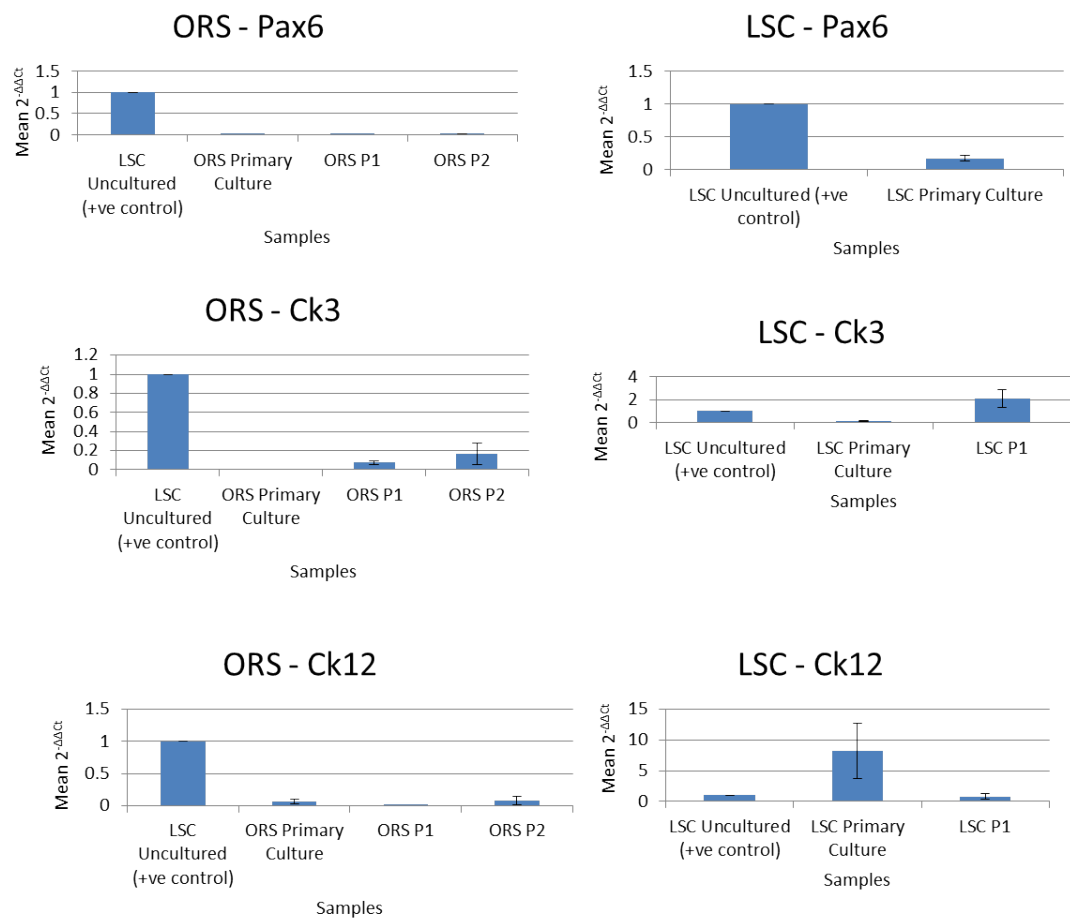 ORS - Pax6
Mean 2-ΔΔCt
1.5
1
0.5
0
LSC
Uncultured
(+ve control)
ORS Primary
Culture
ORS P1
ORS P2
Samples
LSC - Pax6
Mean 2-ΔΔCt
1.5
1
0.5
0
LSC Uncultured (+ve
control)
LSC Primary Culture
Samples
ORS - Ck3
Mean 2-ΔΔCt
1.2
1
0.8
0.6
0.4
0.2
0
LSC
Uncultured
(+ve control)
ORS Primary
Culture
ORS P1
ORS P2
Samples
LSC - Ck3
Mean 2-ΔΔCt
4
2
0
LSC Uncultured
(+ve control)
LSC Primary
Culture
LSC P1
Samples
ORS - Ck12
Mean 2-ΔΔCt
1.5
1
0.5
0
LSC
Uncultured
(+ve control)
ORS Primary
Culture
ORS P1
ORS P2
Samples
LSC - Ck12
Mean 2-ΔΔCt
15
10
5
0
LSC Uncultured
(+ve control)
LSC Primary
Culture
LSC P1
Samples